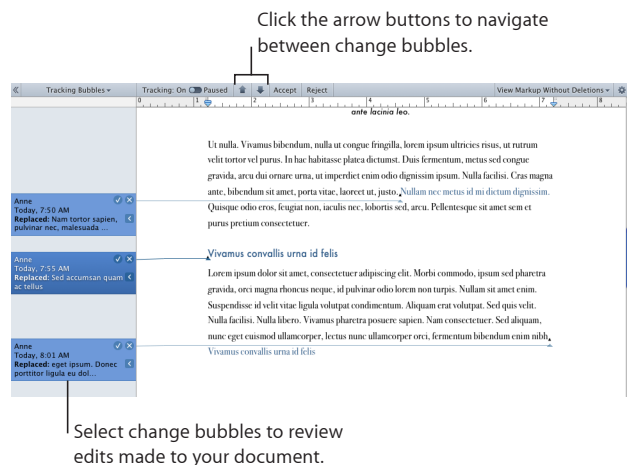 Click the arrow buttons to navigate
between change bubbles.
Tracking Bubbles Tracking: On Paused Accept Reject View Markup Without Deletions
0 1 2 3 4 5 6 7 8
ante lacinia leo.
Ut nulla. Vivamus bibendum, nulla ut congue fringilla, lorem ipsum ultricies risus, ut rutrum
velit tortor vel purus. In hac habitasse platea dictumst. Duis fermentum, metus sed congue
gravida, arcu dui ornare urna, ut imperdiet enim odio dignissim ipsum. Nulla facilisi. Cras magna
ante, bibendum sit amet, porta vitae, laoreet ut, justo. Nullam nec metus id mi dictum dignissim.
Quisque odio eros, feugiat non, iaculis nec, lobortis sed, arcu. Pellentesque sit amet sem et
purus pretium consectetuer.
Anne
Today, 7:50 AM
Replaced: Nam tortor sapien,
pulvinar nec, malesuada ...
Vivamus convallis urna id felis
Anne
Today, 7:55 AM
Replaced: Sed accumsan quam
ac tellus
Lorem ipsum dolor sit amet, consectetuer adipiscing elit. Morbi commodo, ipsum sed pharetra
gravida, orci magna rhoncus neque, id pulvinar odio lorem non turpis. Nullam sit amet enim.
Suspendisse id velit vitae ligula volutpat condimentum. Aliquam erat volutpat. Sed quis velit.
Nulla facilisi. Nulla libero. Vivamus pharetra posuere sapien. Nam consectetuer. Sed aliquam,
nunc eget euismod ullamcorper, lectus nunc ullamcorper orci, fermentum bibendum enim nibh.
Vivamus convallis urna id felis
Anne
Today, 8:01 AM
Replaced: eget ipsum. Donec
porttitor ligula eu dol...
Select change bubbles to review
edits made to your document.